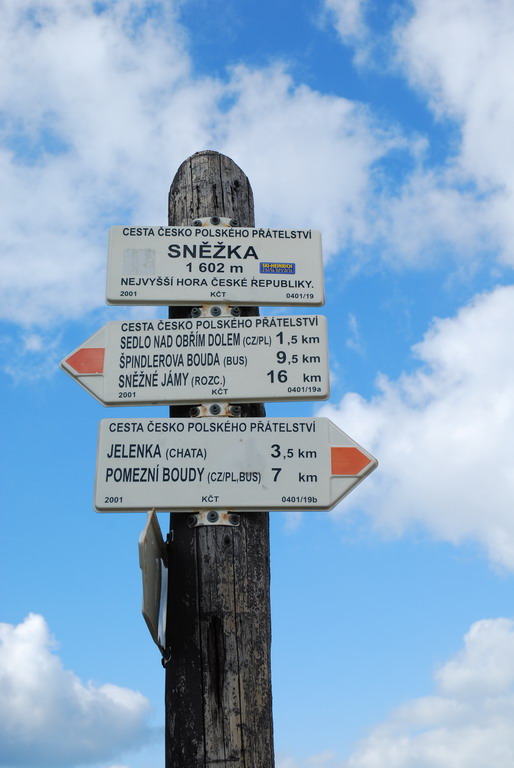 CESTA ČESKO POLSKÉHO PŘÁTELSTVÍ
SNĚŽKA
1 602 m
NEJVYŠŠÍ HORA ČESKÉ REPUBLIKY.
2001 KČT 0401/19
CESTA ČESKO POLSKÉHO PŘÁTELSTVÍ
SEDLO NAD OBŘÍM DOLEM (CZ/PL) 1,5 km
ŠPINDLEROVA BOUDA (BUS) 9,5 km
SNĚŽNÉ JÁMY (ROZC.) 16 km
2001 KČT 0401/19a
CESTA ČESKO POLSKÉHO PŘÁTELSTVÍ
JELENKA (CHATA) 3,5 km
POMEZNÍ BOUDY (CZ/PL,BUS) 7 km
2001 KČT 0401/19b